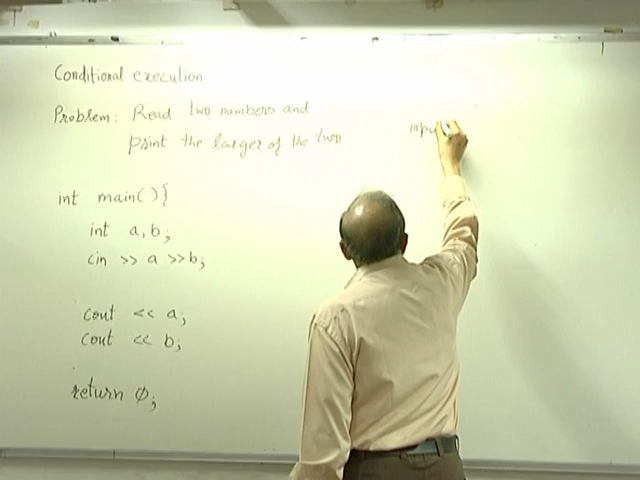 Conditional execution
Problem: Read two numbers and
print the larger of the two
int main(){
int a,b;
cin >> a >>b;
cout << a;
cout << b;
return 0;